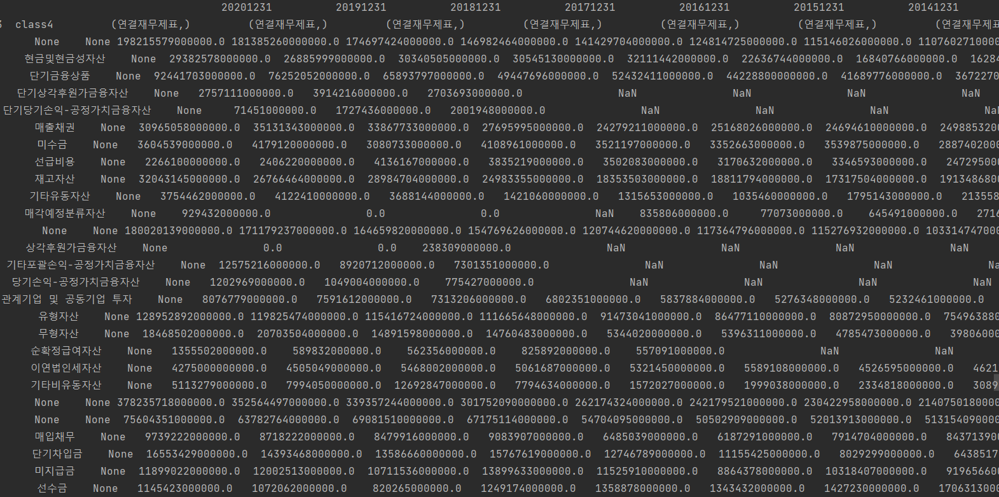 20201231 20191231 20181231 20171231 20161231 20151231 20141231
3 class4 (연결재무제표,) (연결재무제표,) (연결재무제표,) (연결재무제표,) (연결재무제표,) (연결재무제표,) (연결재무제표
None None 198215579000000.0 181385260000000.0 174697424000000.0 146982464000000.0 141429704000000.0 124814725000000.0 115146026000000.0 1107602710000
현금및현금성자산 None 29382578000000.0 26885999000000.0 30340505000000.0 30545130000000.0 32111442000000.0 22636744000000.0 16840766000000.0 16284
단기금융상품 None 92441703000000.0 76252052000000.0 65893797000000.0 49447696000000.0 52432411000000.0 44228800000000.0 41689776000000.0 3672270
단기상각후원가금융자산 None 2757111000000.0 3914216000000.0 2703693000000.0 NaN NaN NaN NaN
단기당기손익-공정가치금융자산 None 71451000000.0 1727436000000.0 2001948000000.0 NaN NaN NaN NaN
매출채권 None 30965058000000.0 35131343000000.0 33867733000000.0 27695995000000.0 24279211000000.0 25168026000000.0 24694610000000.0 249885320
미수금 None 3604539000000.0 4179120000000.0 3080733000000.0 4108961000000.0 3521197000000.0 3352663000000.0 3539875000000.0 2887402000
선급비용 None 2266100000000.0 2406220000000.0 4136167000000.0 3835219000000.0 3502083000000.0 3170632000000.0 3346593000000.0 247295000
재고자산 None 32043145000000.0 26766464000000.0 28984704000000.0 24983355000000.0 18353503000000.0 18811794000000.0 17317504000000.0 191348680
기타유동자산 None 3754462000000.0 4122410000000.0 3688144000000.0 1421060000000.0 1315653000000.0 1035460000000.0 1795143000000.0 213558
매각예정분류자산 None 929432000000.0 0.0 0.0 NaN 835806000000.0 77073000000.0 645491000000.0 2716
None None 180020139000000.0 171179237000000.0 164659820000000.0 154769626000000.0 120744620000000.0 117364796000000.0 115276932000000.0 1033147470000
상각후원가금융자산 None 0.0 0.0 238309000000.0 NaN NaN NaN NaN
기타포괄손익-공정가치금융자산 None 12575216000000.0 8920712000000.0 7301351000000.0 NaN NaN NaN Na
당기손익-공정가치금융자산 None 1202969000000.0 1049004000000.0 775427000000.0 NaN NaN NaN NaN
관계기업 및 공동기업 투자 None 8076779000000.0 7591612000000.0 7313206000000.0 6802351000000.0 5837884000000.0 5276348000000.0 5232461000000.0
유형자산 None 128952892000000.0 119825474000000.0 115416724000000.0 111665648000000.0 91473041000000.0 86477110000000.0 80872950000000.0 754963880
무형자산 None 18468502000000.0 20703504000000.0 14891598000000.0 14760483000000.0 5344020000000.0 5396311000000.0 4785473000000.0 39806000
순확정급여자산 None 1355502000000.0 589832000000.0 562356000000.0 825892000000.0 557091000000.0 NaN NaN
이연법인세자산 None 4275000000000.0 4505049000000.0 5468002000000.0 5061687000000.0 5321450000000.0 5589108000000.0 4526595000000.0 4621
기타비유동자산 None 5113279000000.0 7994050000000.0 12692847000000.0 7794634000000.0 1572027000000.0 1999038000000.0 2334818000000.0 3089
None None 378235718000000.0 352564497000000.0 339357244000000.0 301752090000000.0 262174324000000.0 242179521000000.0 230422958000000.0 2140750180000
None None 75604351000000.0 63782764000000.0 69081510000000.0 67175114000000.0 54704095000000.0 50502909000000.0 52013913000000.0 513154090000
매입채무 None 9739222000000.0 8718222000000.0 8479916000000.0 9083907000000.0 6485039000000.0 6187291000000.0 7914704000000.0 843713900
단기차입금 None 16553429000000.0 14393468000000.0 13586660000000.0 15767619000000.0 12746789000000.0 11155425000000.0 8029299000000.0 6438517
미지급금 None 11899022000000.0 12002513000000.0 10711536000000.0 13899633000000.0 11525910000000.0 8864378000000.0 10318407000000.0 91965660
선수금 None 1145423000000.0 1072062000000.0 820265000000.0 1249174000000.0 1358878000000.0 1343432000000.0 1427230000000.0 1706313000